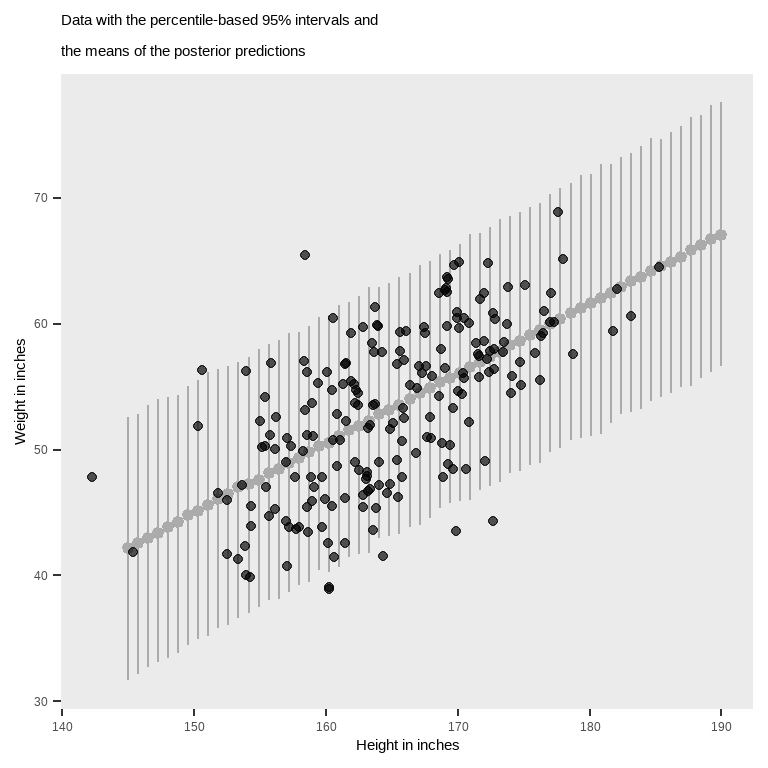 Data with the percentile-based 95% intervals and
the means of the posterior predictions
70
60
50
40
30
Weight in inches
140 150 160 170 180 190
Height in inches